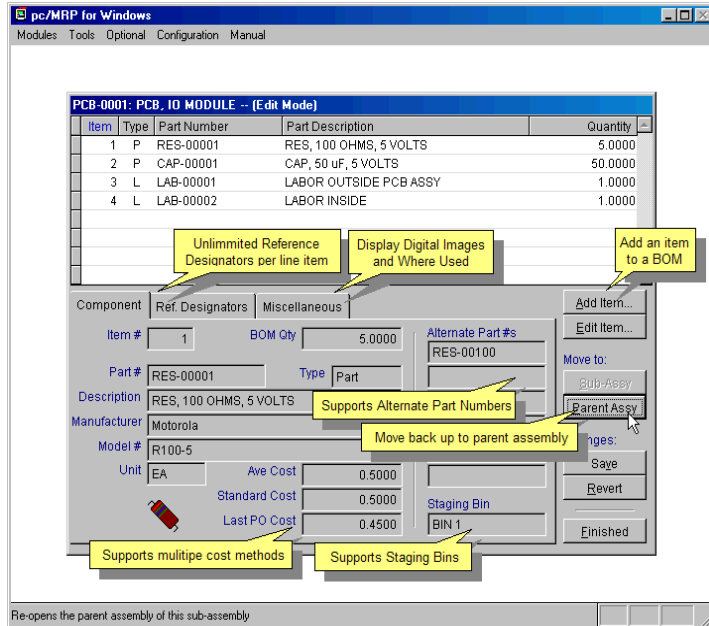 pc/MRP for Windows
Modules Tools Optional Configuration Manual
PCB-0001: PCB, IO MODULE -- (Edit Mode)
Item Type Part Number Part Description Quantity
1 P RES-00001 RES, 100 OHMS, 5 VOLTS 5.0000
2 P CAP-00001 CAP, 50 uF, 5 VOLTS 50.0000
3 L LAB-00001 LABOR OUTSIDE PCB ASSY 1.0000
4 L LAB-00002 LABOR INSIDE 1.0000
Unlimmited Reference
Designators per line item
Display Digital Images
and Where Used
Add an item
to a BOM
Component Ref. Designators Miscellaneous
Add Item...
Edit Item...
Item # 1 BOM Qty 5.0000 Alternate Part #s
RES-00100
Move to:
Part # RES-00001 Type Part
Sub-Assy
Description RES, 100 OHMS, 5 VOLTS
Supports Alternate Part Numbers
Parent Assy
Manufacturer Motorola
Move back up to parent assembly
nges:
Model # R100-5
Save
Unit EA Ave Cost 0.5000
Revert
Standard Cost 0.5000 Staging Bin
Last PO Cost 0.4500 BIN 1
Finished
Supports mulitipe cost methods
Supports Staging Bins
Re-opens the parent assembly of this sub-assembly